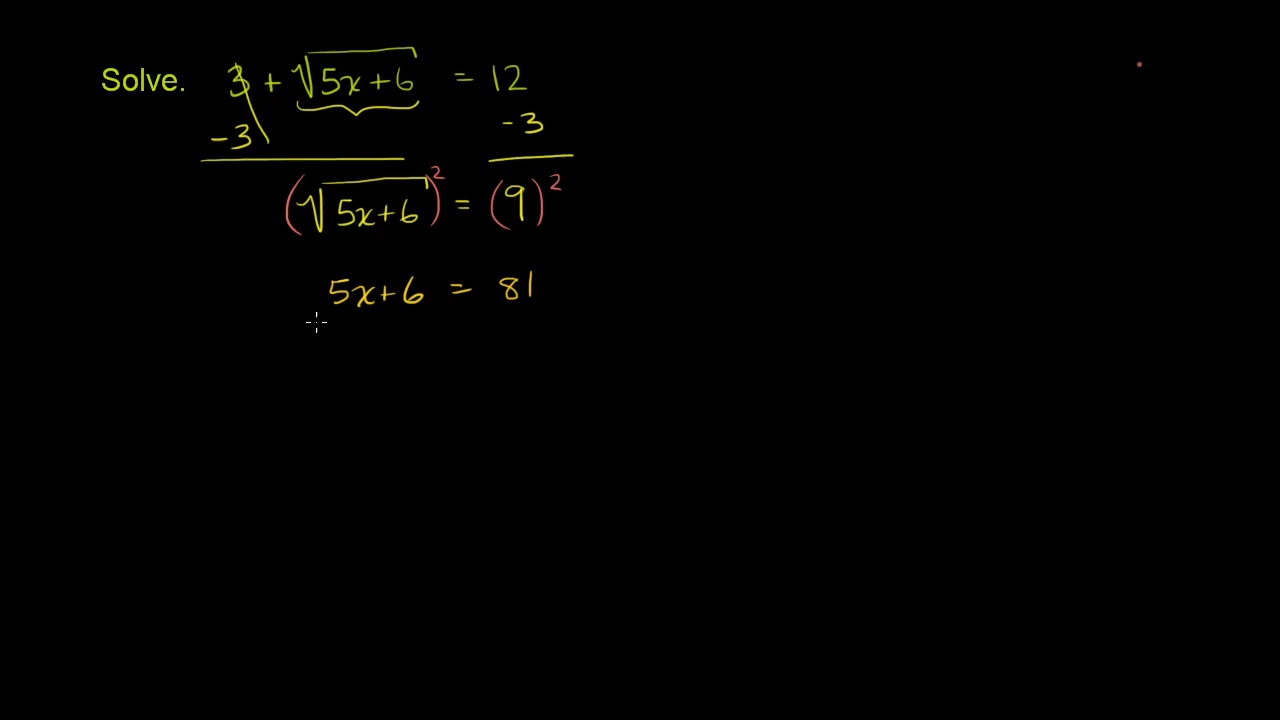 Solve. 3 + √(5x+6) = 12
-3 -3
(√(5x+6))² = (9)²
5x+6 = 81